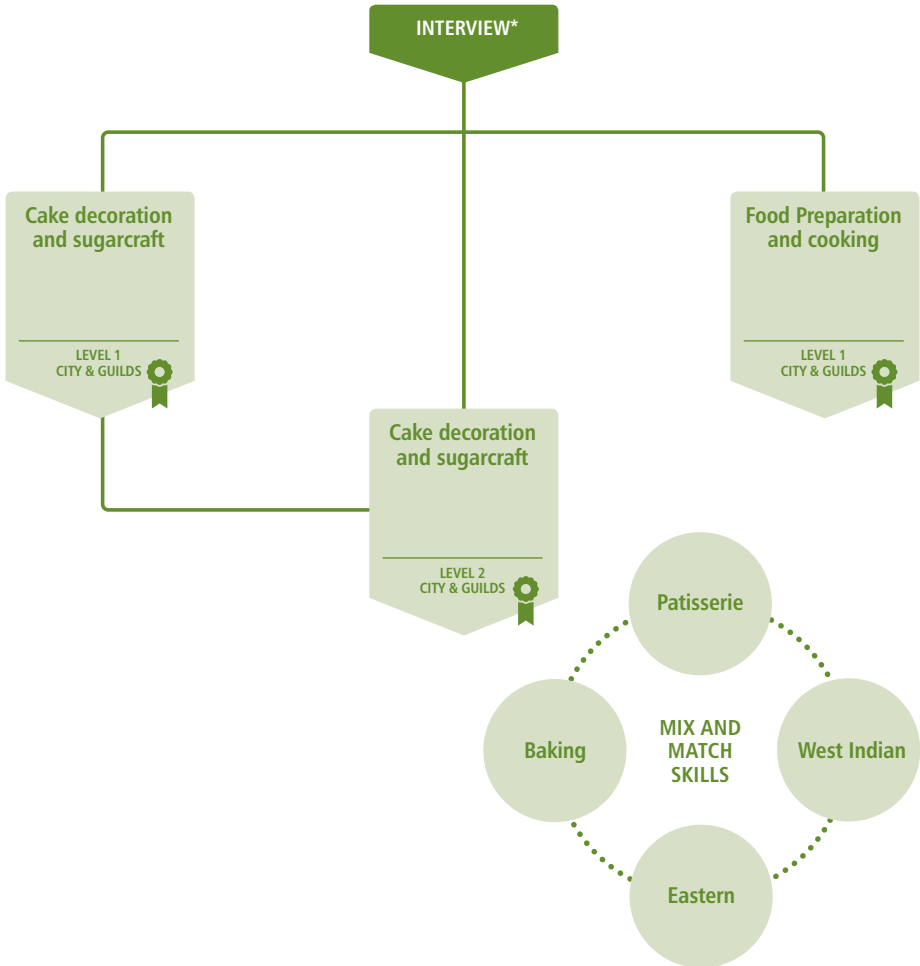 INTERVIEW*
Cake decoration
and sugarcraft
LEVEL 1
CITY & GUILDS
Food Preparation
and cooking
LEVEL 1
CITY & GUILDS
Cake decoration
and sugarcraft
LEVEL 2
CITY & GUILDS
Patisserie
Baking
MIX AND
MATCH
SKILLS
West Indian
Eastern